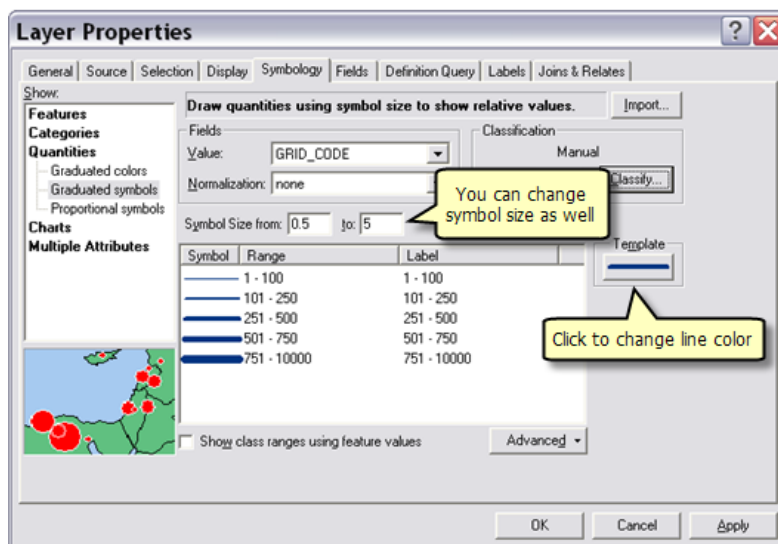 Layer Properties
General Source Selection Display Symbology Fields Definition Query Labels Joins & Relates
Show:
Features
Categories
Quantities
Graduated colors
Graduated symbols
Proportional symbols
Charts
Multiple Attributes
Draw quantities using symbol size to show relative values.
Import...
Fields
Value: GRID_CODE
Normalization: none
Classification
Manual
Classify...
You can change
symbol size as well
Symbol Size from: 0.5 to: 5
Symbol Range Label
1 - 100 1 - 100
101 - 250 101 - 250
251 - 500 251 - 500
501 - 750 501 - 750
751 - 10000 751 - 10000
Template
Click to change line color
Show class ranges using feature values
Advanced
OK Cancel Apply